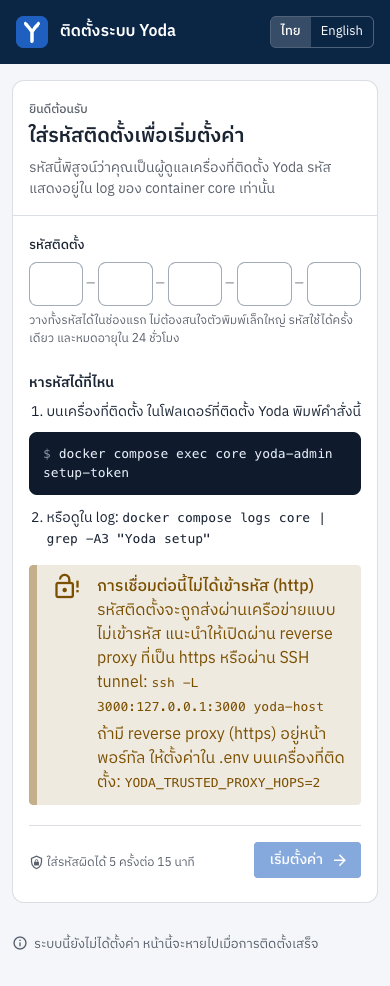 ติดตั้งระบบ Yoda
ไทย
English
ยินดีต้อนรับ
ใส่รหัสติดตั้งเพื่อเริ่มตั้งค่า
รหัสนี้พิสูจน์ว่าคุณเป็นผู้ดูแลเครื่องที่ติดตั้ง Yoda รหัส
แสดงอยู่ใน log ของ container core เท่านั้น
รหัสติดตั้ง
– – – –
วางทั้งรหัสได้ในช่องแรก ไม่ต้องสนใจตัวพิมพ์เล็กใหญ่ รหัสใช้ได้ครั้ง
เดียว และหมดอายุใน 24 ชั่วโมง
หารหัสได้ที่ไหน
1. บนเครื่องที่ติดตั้ง ในโฟลเดอร์ที่ติดตั้ง Yoda พิมพ์คำสั่งนี้
$ docker compose exec core yoda-admin
setup-token
2. หรือดูใน log: docker compose logs core |
grep -A3 "Yoda setup"
การเชื่อมต่อนี้ไม่ได้เข้ารหัส (http)
รหัสติดตั้งจะถูกส่งผ่านเครือข่ายแบบ
ไม่เข้ารหัส แนะนำให้เปิดผ่าน reverse
proxy ที่เป็น https หรือผ่าน SSH
tunnel: ssh -L
3000:127.0.0.1:3000 yoda-host
ถ้ามี reverse proxy (https) อยู่หน้า
พอร์ทัล ให้ตั้งค่าใน .env บนเครื่องที่ติด
ตั้ง: YODA_TRUSTED_PROXY_HOPS=2
ใส่รหัสผิดได้ 5 ครั้งต่อ 15 นาที
เริ่มตั้งค่า →
ระบบนี้ยังไม่ได้ตั้งค่า หน้านี้จะหายไปเมื่อการติดตั้งเสร็จ